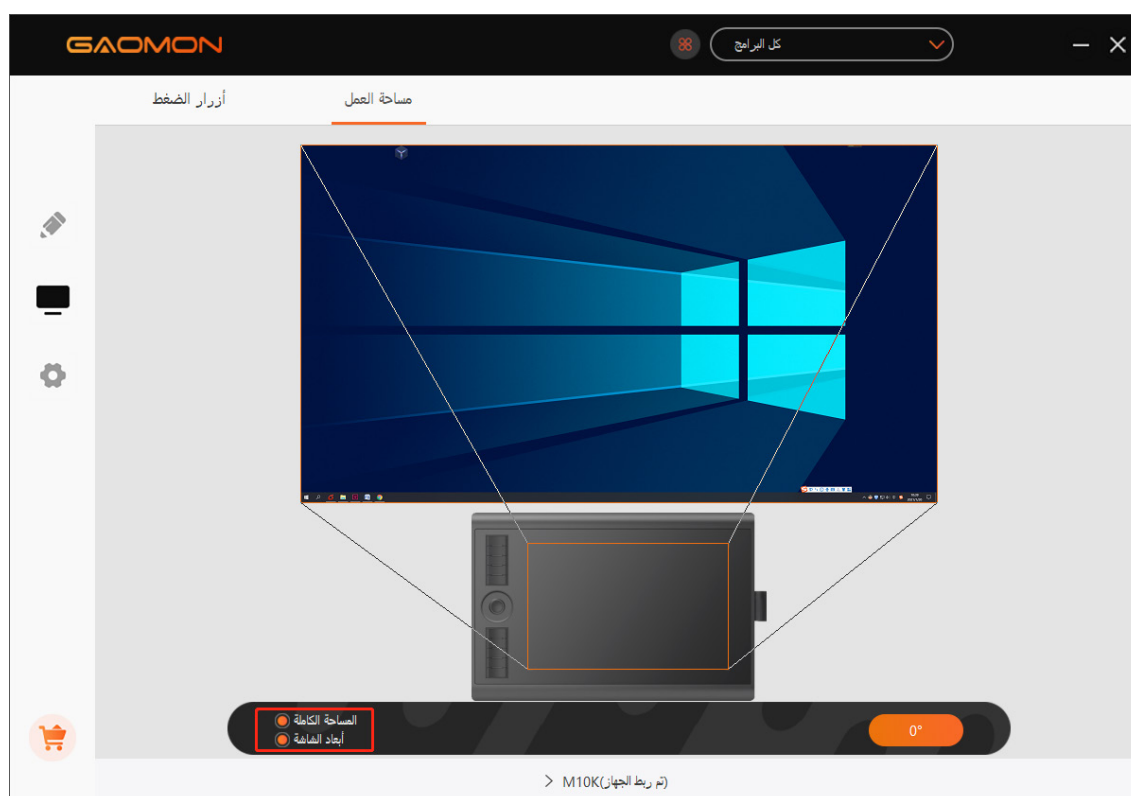 GAOMON
كل البرامج
أزرار الضغط
مساحة العمل
المساحة الكاملة
أبعاد الشاشة
0°
M10K(تم ربط الجهاز)